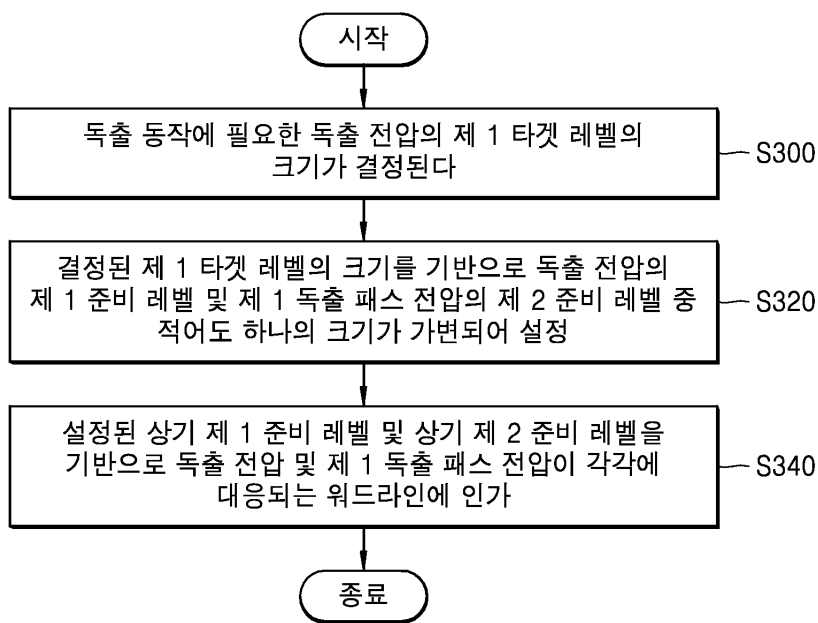 시작
독출 동작에 필요한 독출 전압의 제 1 타겟 레벨의
크기가 결정된다
S300
결정된 제 1 타겟 레벨의 크기를 기반으로 독출 전압의
제 1 준비 레벨 및 제 1 독출 패스 전압의 제 2 준비 레벨 중
적어도 하나의 크기가 가변되어 설정
S320
설정된 상기 제 1 준비 레벨 및 상기 제 2 준비 레벨을
기반으로 독출 전압 및 제 1 독출 패스 전압이 각각에
대응되는 워드라인에 인가
S340
종료